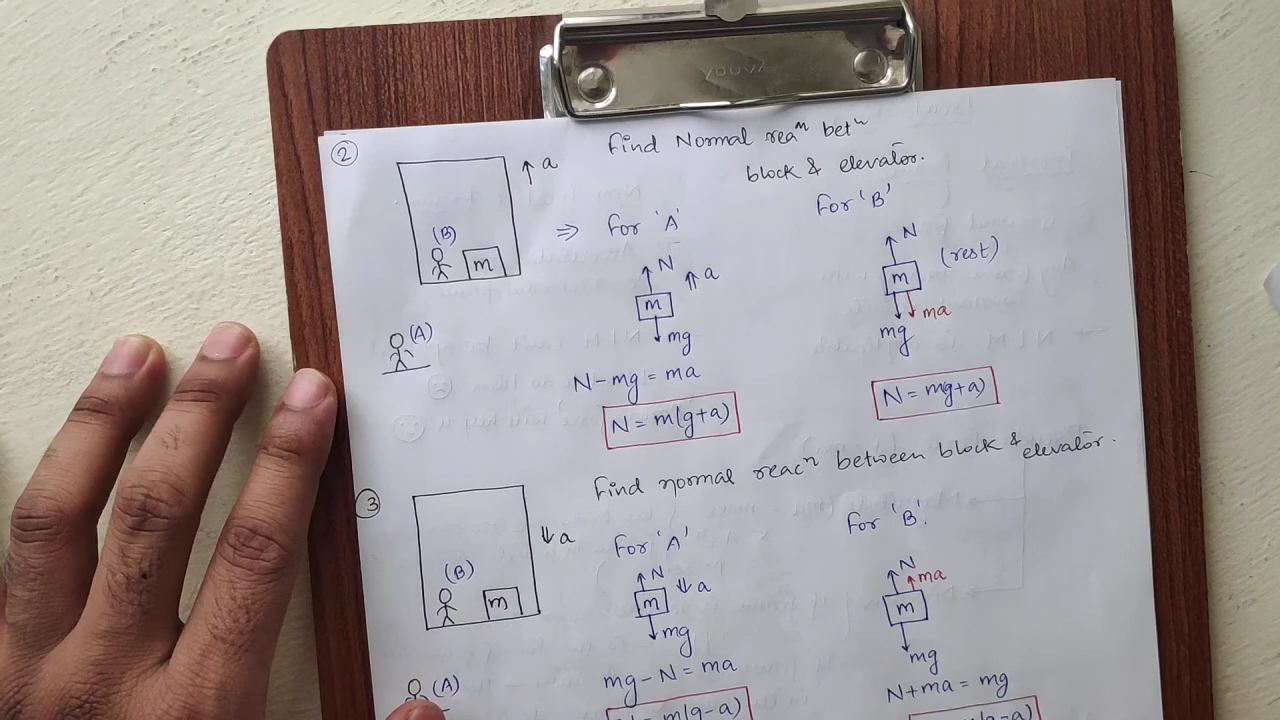 YOUVA
② Find Normal reaⁿ betⁿ
block & elevator.
↑ a
(B)
m
(A)
⇒ For 'A'
N
↑ a
m
mg
N-mg = ma
N = m(g+a)
For 'B'
N
(rest)
m
ma
mg
N = mg+a)
③ Find normal reacⁿ between block & elevator.
↓ a
(B)
m
(A)
For 'A'
N
↓ a
m
mg
mg - N = ma
N = m(g-a)
For 'B'.
N
ma
m
mg
N+ma = mg
m(g-a)